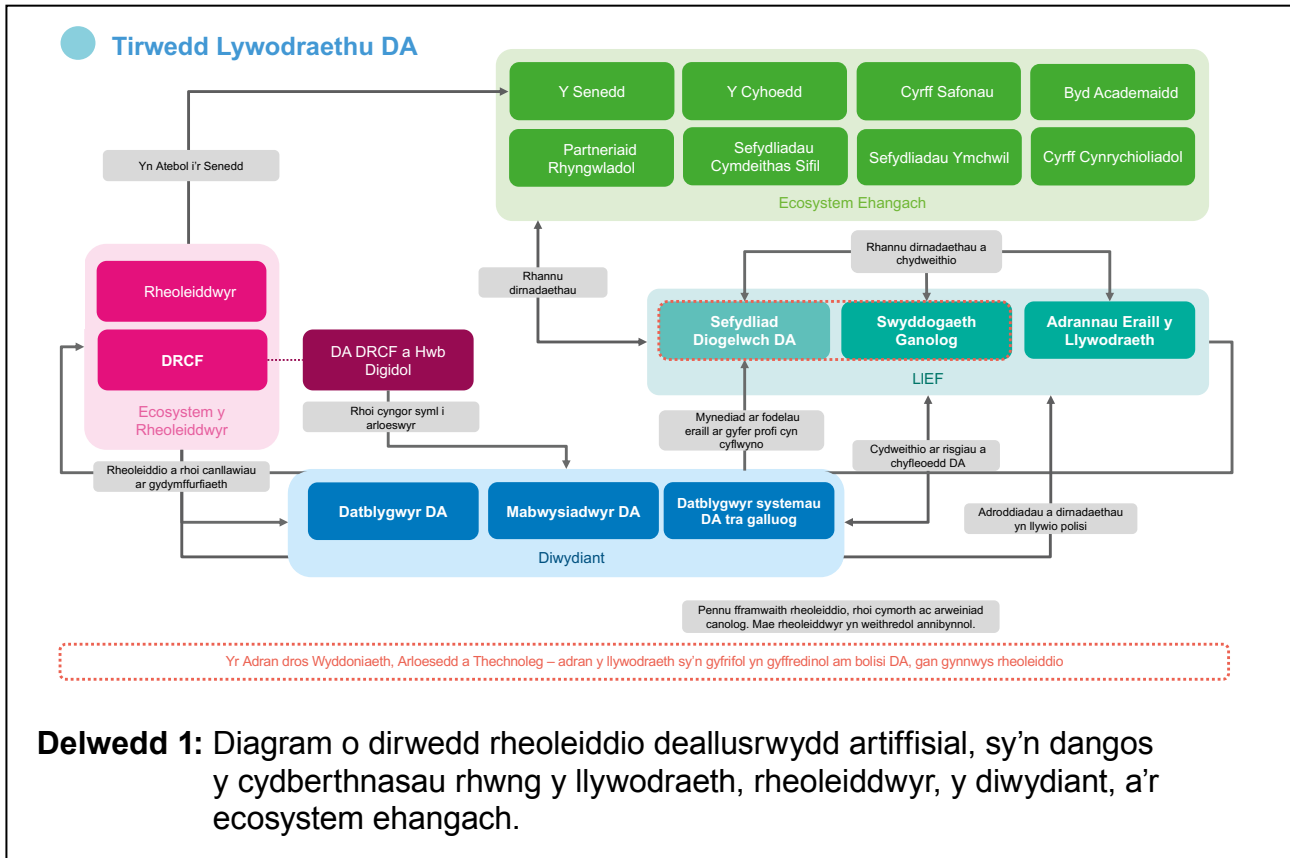 Tirwedd Lywodraethu DA
Y Senedd
Y Cyhoedd
Cyrff Safonau
Byd Academaidd
Partneriaid
Rhyngwladol
Sefydliadau
Cymdeithas Sifil
Sefydliadau Ymchwil
Cyrff Cynrychioliadol
Ecosystem Ehangach
Yn Atebol i'r Senedd
Rheoleiddwyr
DRCF
Ecosystem y
Rheoleiddwyr
DA DRCF a Hwb
Digidol
Rhoi cyngor syml i
arloeswyr
Rhannu
dirnadaethau
Rhannu dirnadaethau a
chydweithio
Sefydliad
Diogelwch DA
Swyddogaeth
Ganolog
Adrannau Eraill y
Llywodraeth
LlEF
Mynediad ar fodelau
eraill ar gyfer profi cyn
cyflwyno
Cydweithio ar risgiau a
chyfleoedd DA
Rheoleiddio a rhoi canllawiau
ar gydymffurfiaeth
Datblygwyr DA
Mabwysiadwyr DA
Datblygwyr systemau
DA tra galluog
Diwydiant
Adroddiadau a dirnadaethau
yn llywio polisi
Pennu fframwaith rheoleiddio, rhoi cymorth ac arweiniad
canolog. Mae rheoleiddwyr yn weithredol annibynnol.
Yr Adran dros Wyddoniaeth, Arloesedd a Thechnoleg – adran y llywodraeth sy'n gyfrifol yn gyffredinol am bolisi DA, gan gynnwys rheoleiddio
Delwedd 1: Diagram o dirwedd rheoleiddio deallusrwydd artiffisial, sy'n dangos
y cydberthnasau rhwng y llywodraeth, rheoleiddwyr, y diwydiant, a'r
ecosystem ehangach.